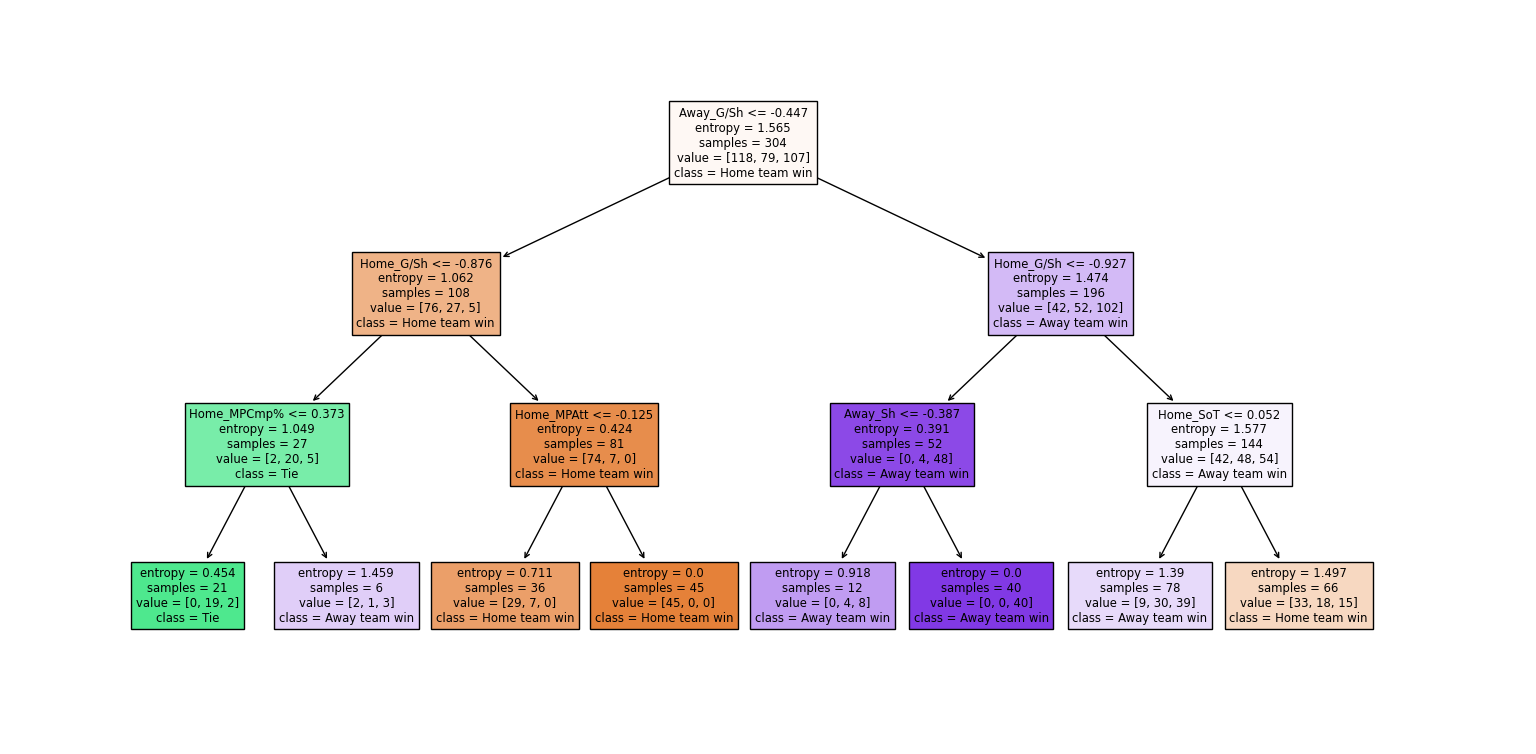 Away_G/Sh <= -0.447
entropy = 1.565
samples = 304
value = [118, 79, 107]
class = Home team win
Home_G/Sh <= -0.876
entropy = 1.062
samples = 108
value = [76, 27, 5]
class = Home team win
Home_G/Sh <= -0.927
entropy = 1.474
samples = 196
value = [42, 52, 102]
class = Away team win
Home_MPCmp% <= 0.373
entropy = 1.049
samples = 27
value = [2, 20, 5]
class = Tie
Home_MPAtt <= -0.125
entropy = 0.424
samples = 81
value = [74, 7, 0]
class = Home team win
Away_Sh <= -0.387
entropy = 0.391
samples = 52
value = [0, 4, 48]
class = Away team win
Home_SoT <= 0.052
entropy = 1.577
samples = 144
value = [42, 48, 54]
class = Away team win
entropy = 0.454
samples = 21
value = [0, 19, 2]
class = Tie
entropy = 1.459
samples = 6
value = [2, 1, 3]
class = Away team win
entropy = 0.711
samples = 36
value = [29, 7, 0]
class = Home team win
entropy = 0.0
samples = 45
value = [45, 0, 0]
class = Home team win
entropy = 0.918
samples = 12
value = [0, 4, 8]
class = Away team win
entropy = 0.0
samples = 40
value = [0, 0, 40]
class = Away team win
entropy = 1.39
samples = 78
value = [9, 30, 39]
class = Away team win
entropy = 1.497
samples = 66
value = [33, 18, 15]
class = Home team win